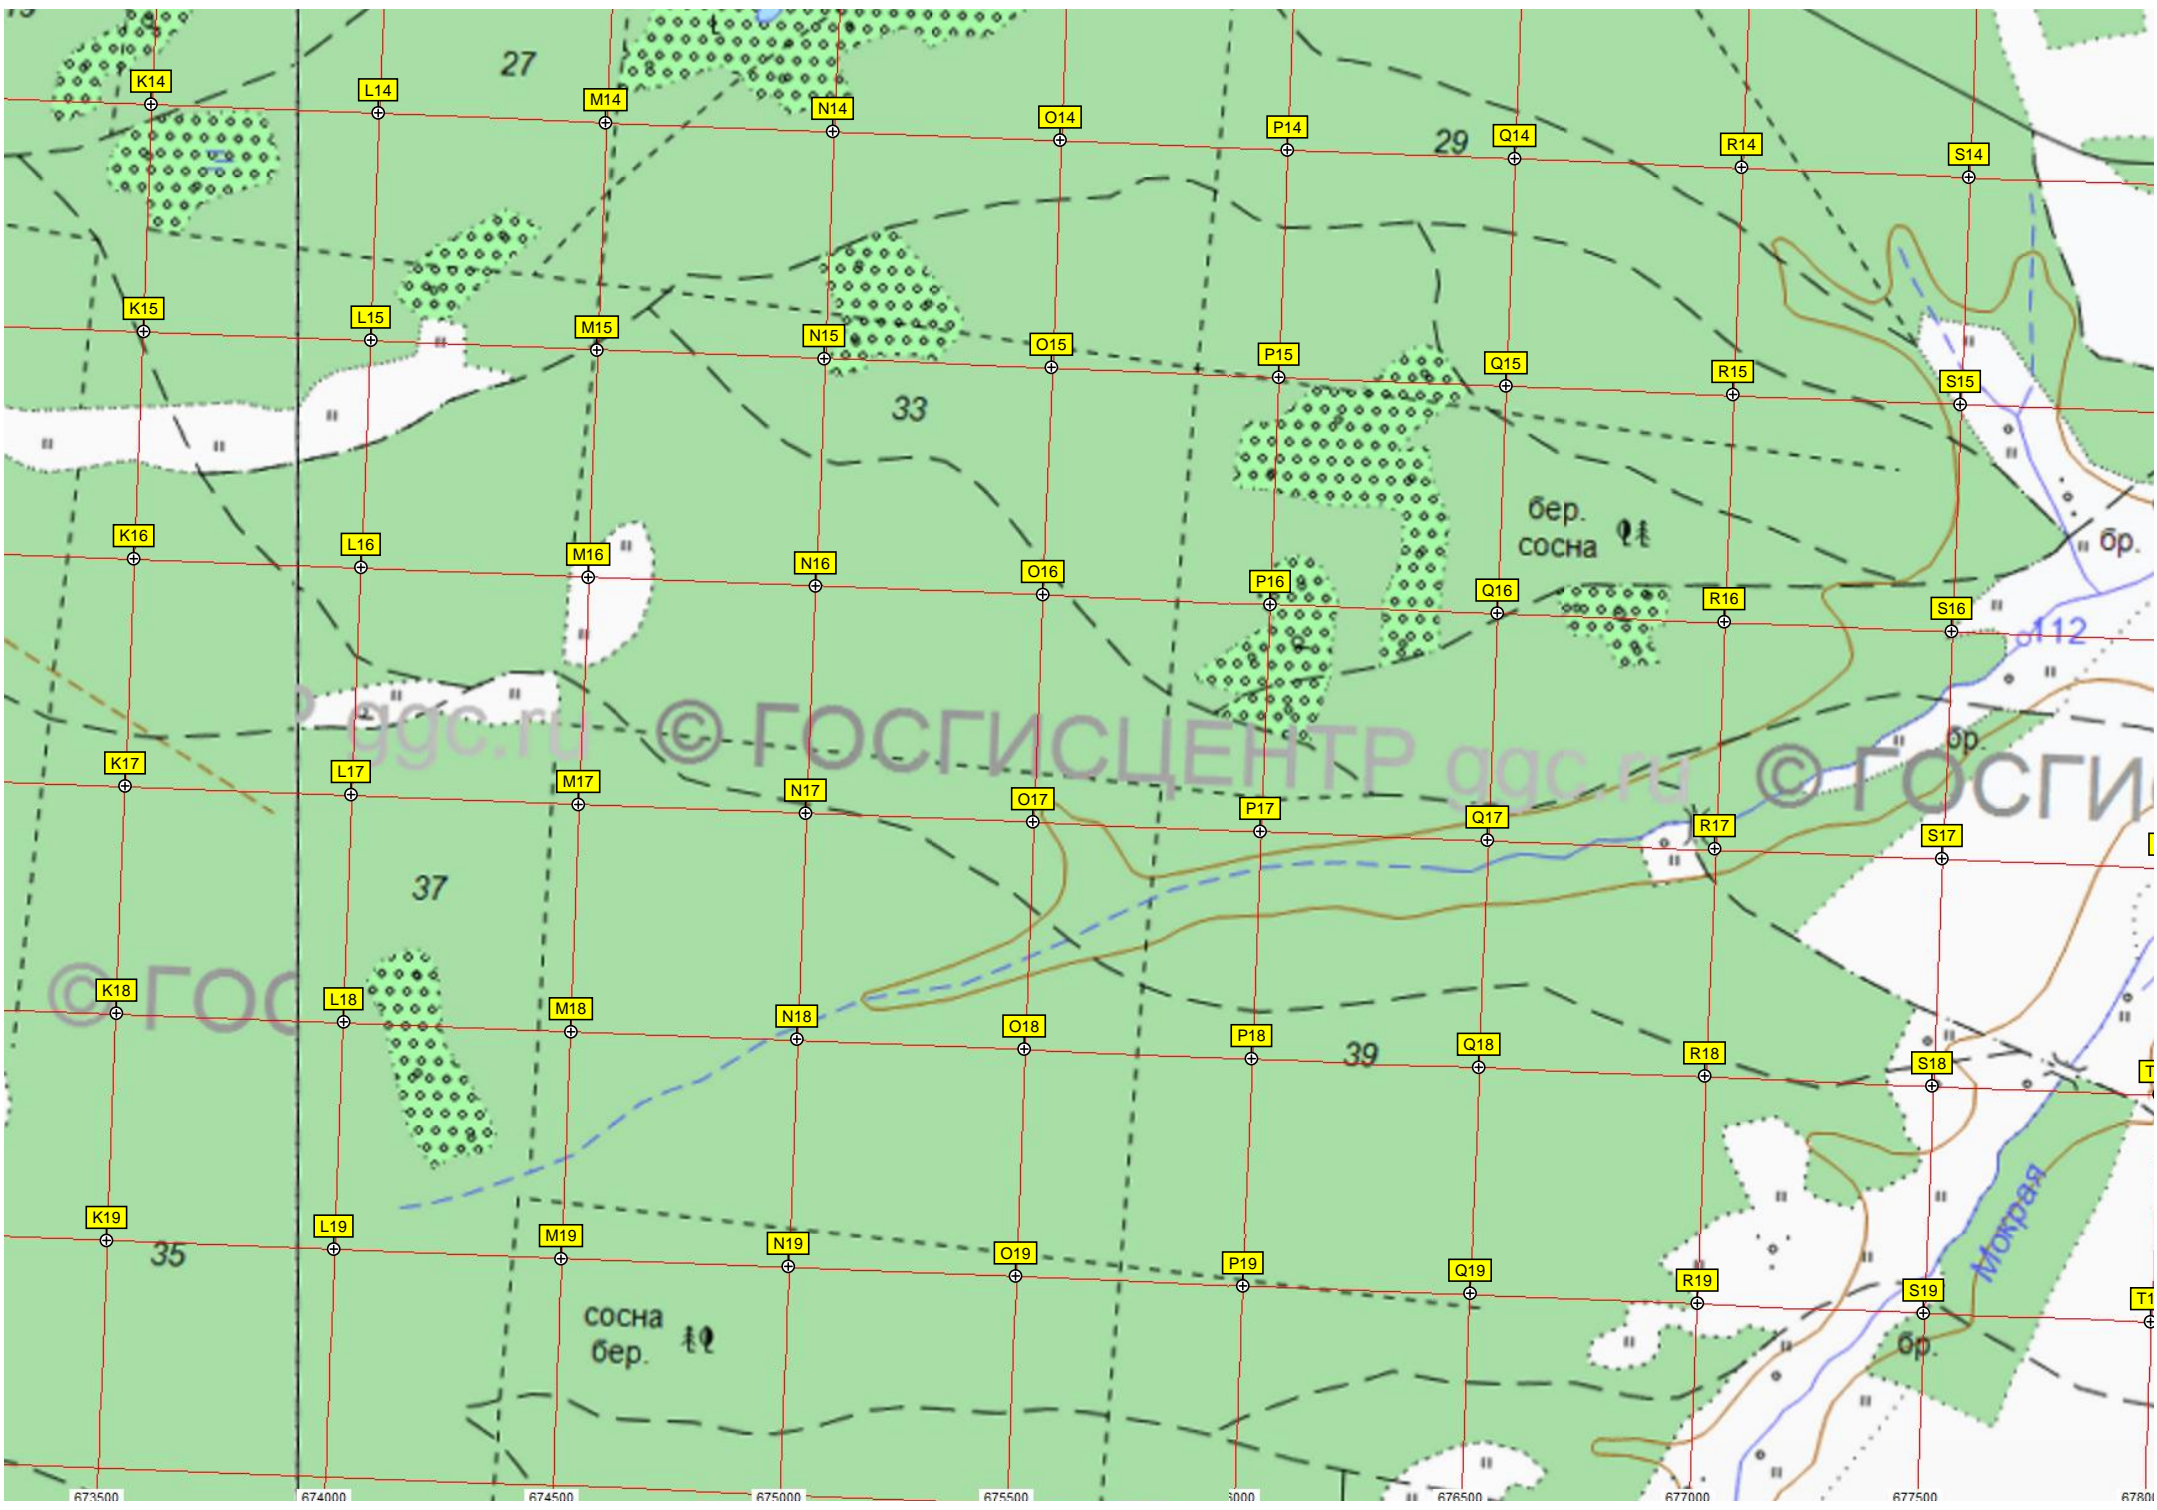 27
K14 L14 M14 N14 O14 P14 29 Q14 R14 S14
K15 L15 M15 N15 O15 P15 Q15 R15 S15
33
бер.
сосна
бр.
K16 L16 M16 N16 O16 P16 Q16 R16 S16
112
ggc.ru © ГОСГИСЦЕНТР ggc.ru © ГОСГИ
бр.
K17 L17 M17 N17 O17 P17 Q17 R17 S17
37
© ГОС
K18 L18 M18 N18 O18 P18 39 Q18 R18 S18
Мокрая
K19 L19 M19 N19 O19 P19 Q19 R19 S19
35
сосна
бер.
бр.
673500 674000 674500 675000 675500 6000 676500 677000 677500